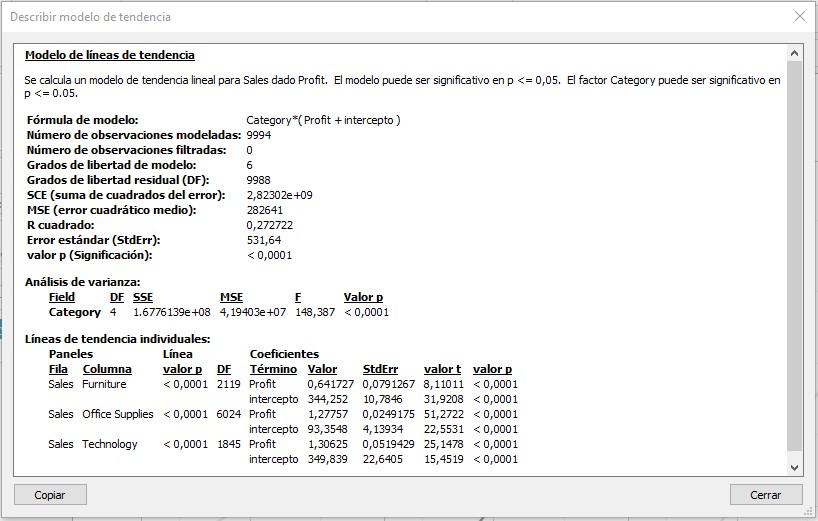 Describir modelo de tendencia
Modelo de líneas de tendencia
Se calcula un modelo de tendencia lineal para Sales dado Profit. El modelo puede ser significativo en p <= 0,05. El factor Category puede ser significativo en
p <= 0.05.
Fórmula de modelo: Category*( Profit + intercepto )
Número de observaciones modeladas: 9994
Número de observaciones filtradas: 0
Grados de libertad de modelo: 6
Grados de libertad residual (DF): 9988
SCE (suma de cuadrados del error): 2,82302e+09
MSE (error cuadrático medio): 282641
R cuadrado: 0,272722
Error estándar (StdErr): 531,64
valor p (Significación): < 0,0001
Análisis de varianza:
Field DF SSE MSE F Valor p
Category 4 1.6776139e+08 4,19403e+07 148,387 < 0,0001
Líneas de tendencia individuales:
Paneles Línea Coeficientes
Fila Columna valor p DF Término Valor StdErr valor t valor p
Sales Furniture < 0,0001 2119 Profit 0,641727 0,0791267 8,11011 < 0,0001
intercepto 344,252 10,7846 31,9208 < 0,0001
Sales Office Supplies < 0,0001 6024 Profit 1,27757 0,0249175 51,2722 < 0,0001
intercepto 93,3548 4,13934 22,5531 < 0,0001
Sales Technology < 0,0001 1845 Profit 1,30625 0,0519429 25,1478 < 0,0001
intercepto 349,839 22,6405 15,4519 < 0,0001
Copiar Cerrar